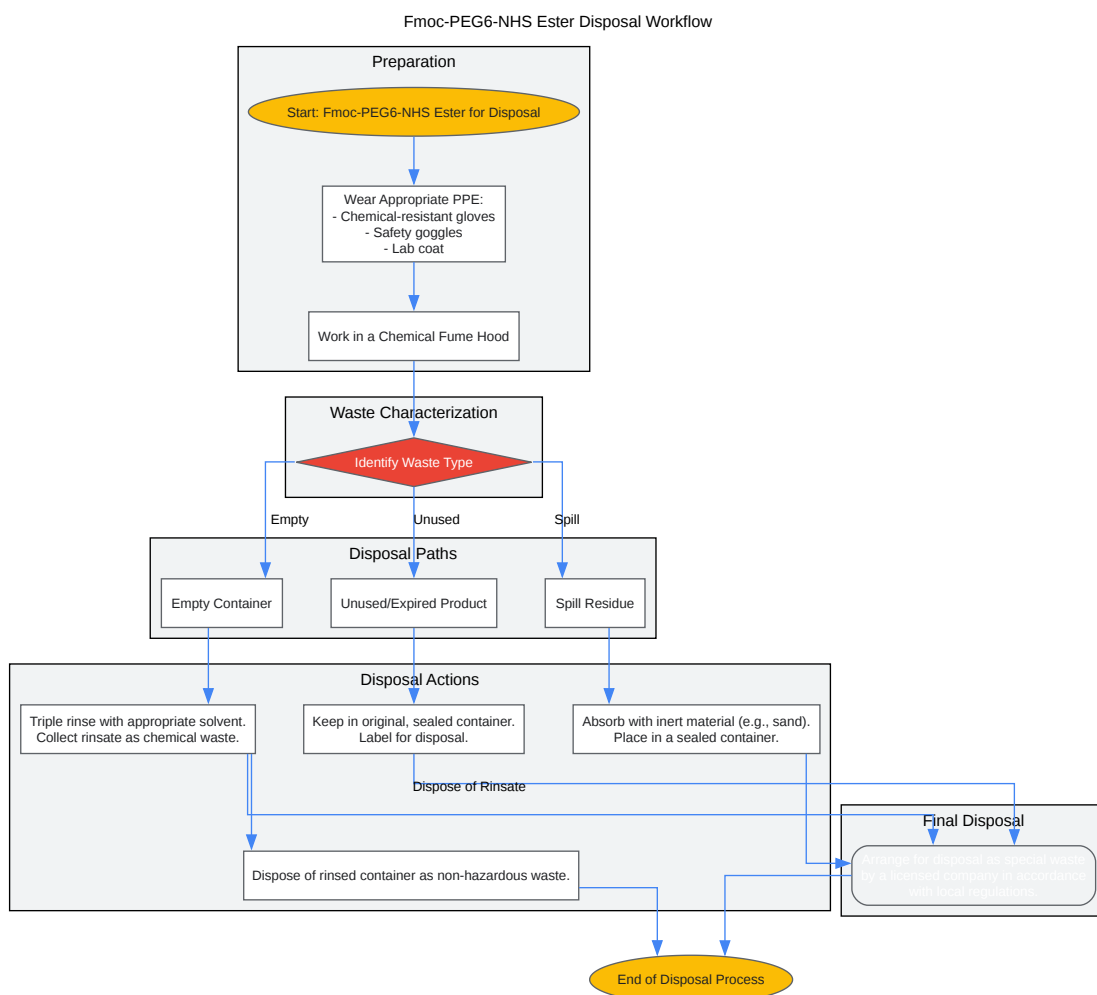 Fmoc-PEG6-NHS Ester Disposal Workflow
Preparation
Start: Fmoc-PEG6-NHS Ester for Disposal
Wear Appropriate PPE:
- Chemical-resistant gloves
- Safety goggles
- Lab coat
Work in a Chemical Fume Hood
Waste Characterization
Identify Waste Type
Empty
Unused
Spill
Disposal Paths
Empty Container
Unused/Expired Product
Spill Residue
Disposal Actions
Triple rinse with appropriate solvent.
Collect rinsate as chemical waste.
Keep in original, sealed container.
Label for disposal.
Absorb with inert material (e.g., sand).
Place in a sealed container.
Dispose of Rinsate
Final Disposal
Arrange for disposal as special waste
by a licensed company in accordance
with local regulations.
Dispose of rinsed container as non-hazardous waste.
End of Disposal Process